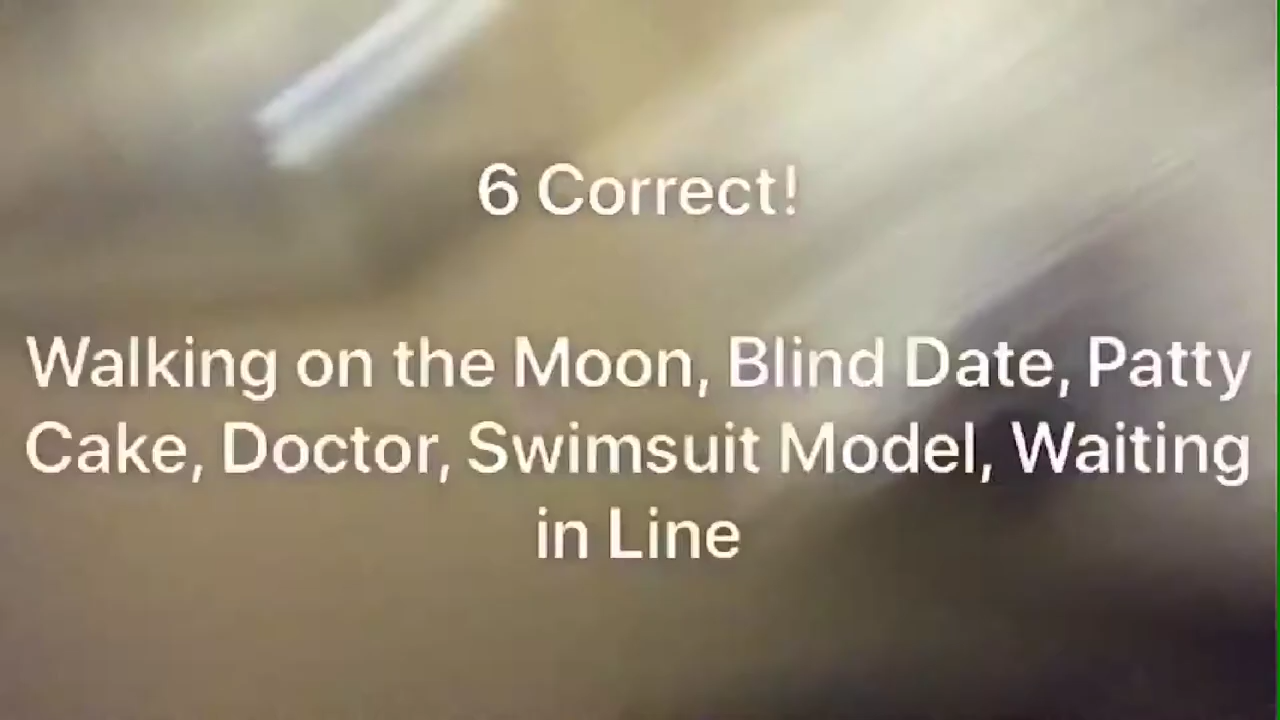 6 Correct!
Walking on the Moon, Blind Date, Patty
Cake, Doctor, Swimsuit Model, Waiting
in Line